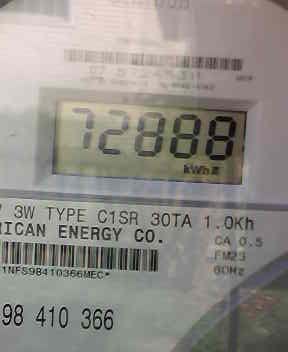 72888
kWh
3W TYPE C1SR 30TA 1.0Kh
RICAN ENERGY CO.
CA 0.5
FM23
60Hz
1NFS98410366MEC*
98 410 366